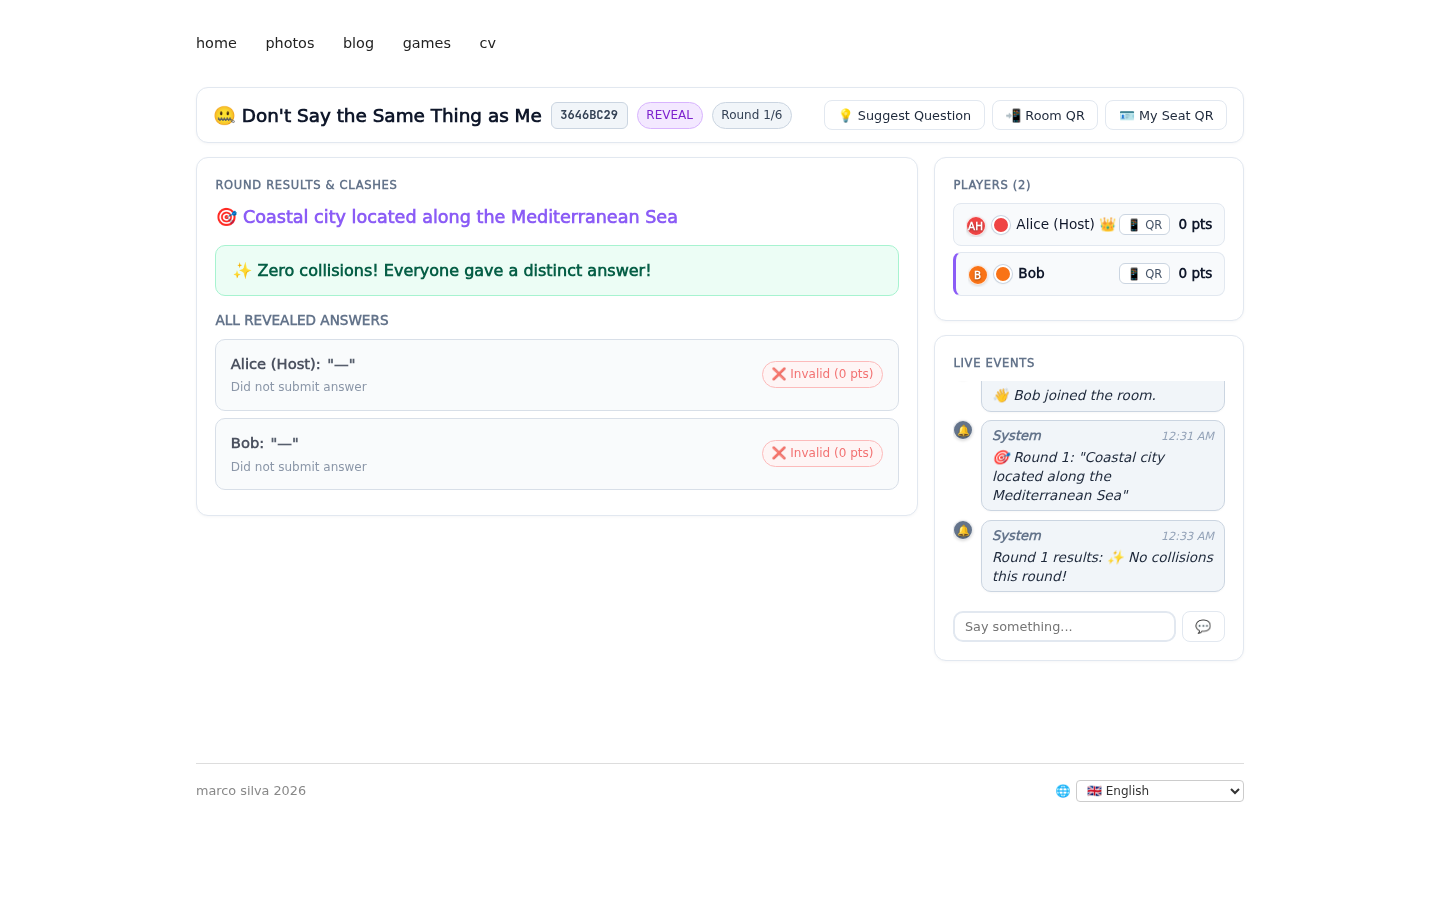 home photos blog games cv
🤐 Don't Say the Same Thing as Me 3646BC29 REVEAL Round 1/6 💡 Suggest Question 📲 Room QR 🪪 My Seat QR
ROUND RESULTS & CLASHES
🎯 Coastal city located along the Mediterranean Sea
✨ Zero collisions! Everyone gave a distinct answer!
ALL REVEALED ANSWERS
Alice (Host): "—"
Did not submit answer
❌ Invalid (0 pts)
Bob: "—"
Did not submit answer
❌ Invalid (0 pts)
PLAYERS (2)
AH Alice (Host) 👑 📱 QR 0 pts
B Bob 📱 QR 0 pts
LIVE EVENTS
👋 Bob joined the room.
System 12:31 AM
🎯 Round 1: "Coastal city
located along the
Mediterranean Sea"
System 12:33 AM
Round 1 results: ✨ No collisions
this round!
Say something... 💬
marco silva 2026
🌐 🇬🇧 English